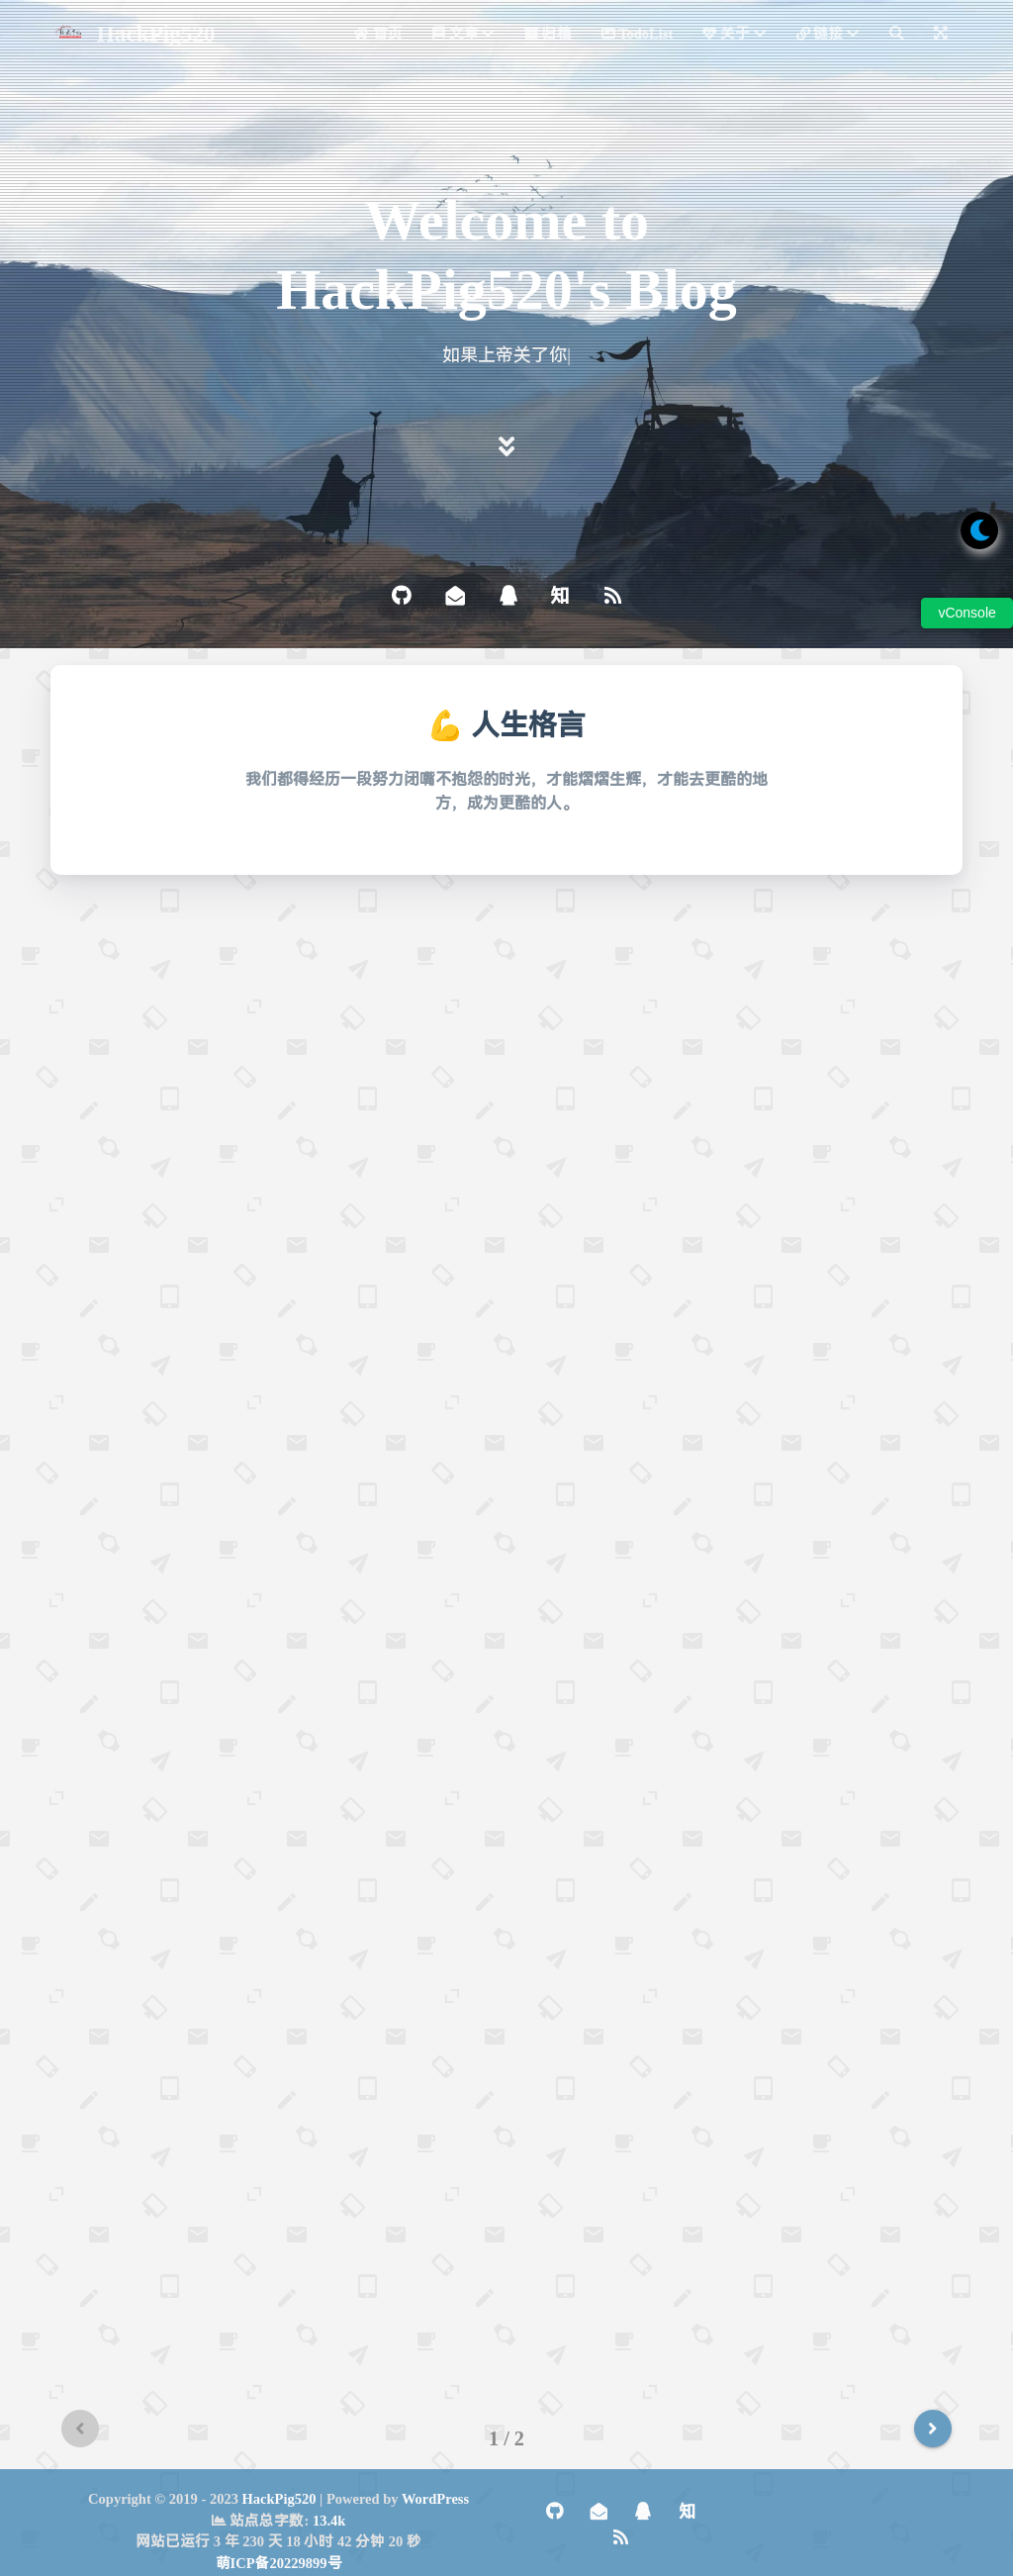 HackPig520
首页 文章 TodoList 关于 链接
Welcome to
HackPig520's Blog
如果上帝关了你|
知
vConsole
💪 人生格言
我们都得经历一段努力闭嘴不抱怨的时光，才能熠熠生辉，才能去更酷的地
方，成为更酷的人。
1 / 2
Copyright © 2019 - 2023 HackPig520 | Powered by WordPress
站点总字数: 13.4k
网站已运行 3 年 230 天 18 小时 42 分钟 20 秒
萌ICP备20229899号
知